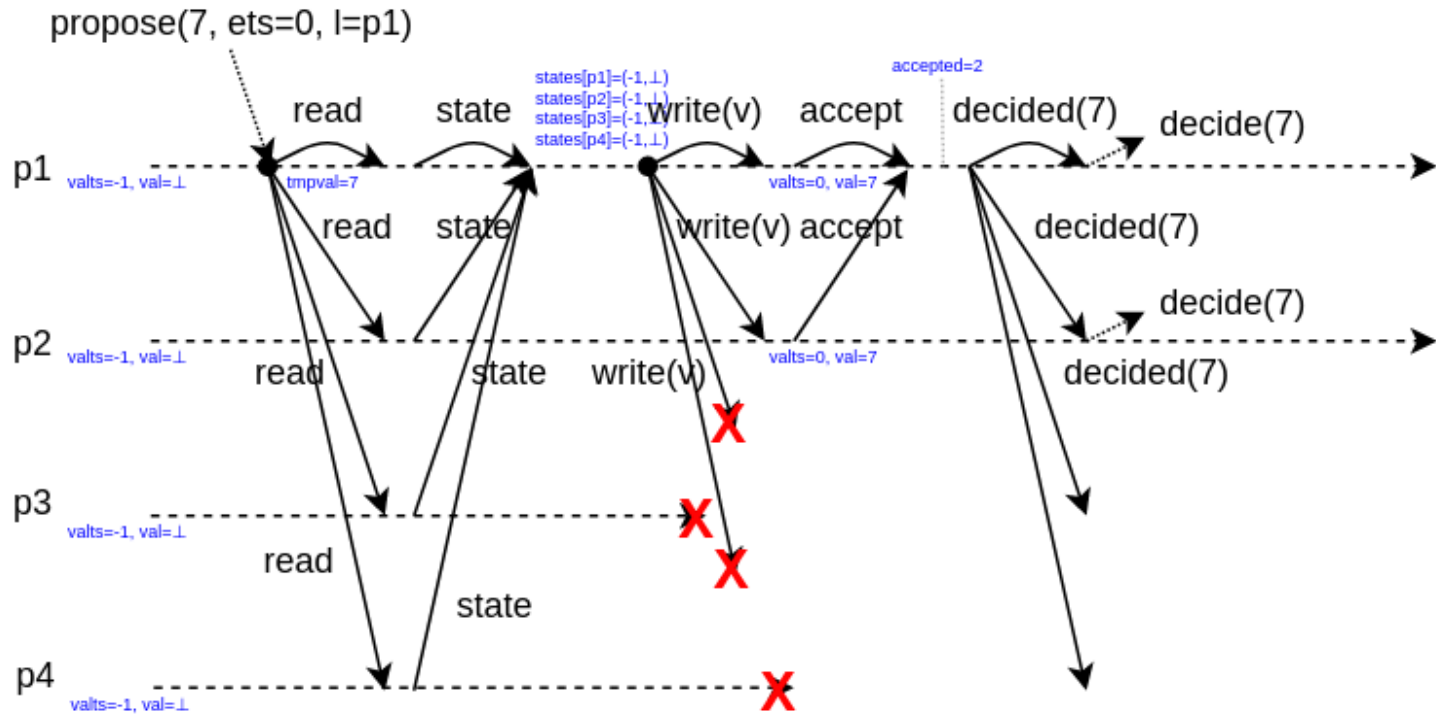 propose(7, ets=0, l=p1)
states[p1]=(-1,⊥)
states[p2]=(-1,⊥)
states[p3]=(-1,⊥)
states[p4]=(-1,⊥)
accepted=2
read
state
write(v)
accept
decided(7)
decide(7)
p1
valts=-1, val=⊥
tmpval=7
valts=0, val=7
read
state
write(v)
accept
decided(7)
decide(7)
p2
valts=-1, val=⊥
valts=0, val=7
read
state
write(v)
decided(7)
X
p3
X
valts=-1, val=⊥
read
X
state
p4
X
valts=-1, val=⊥